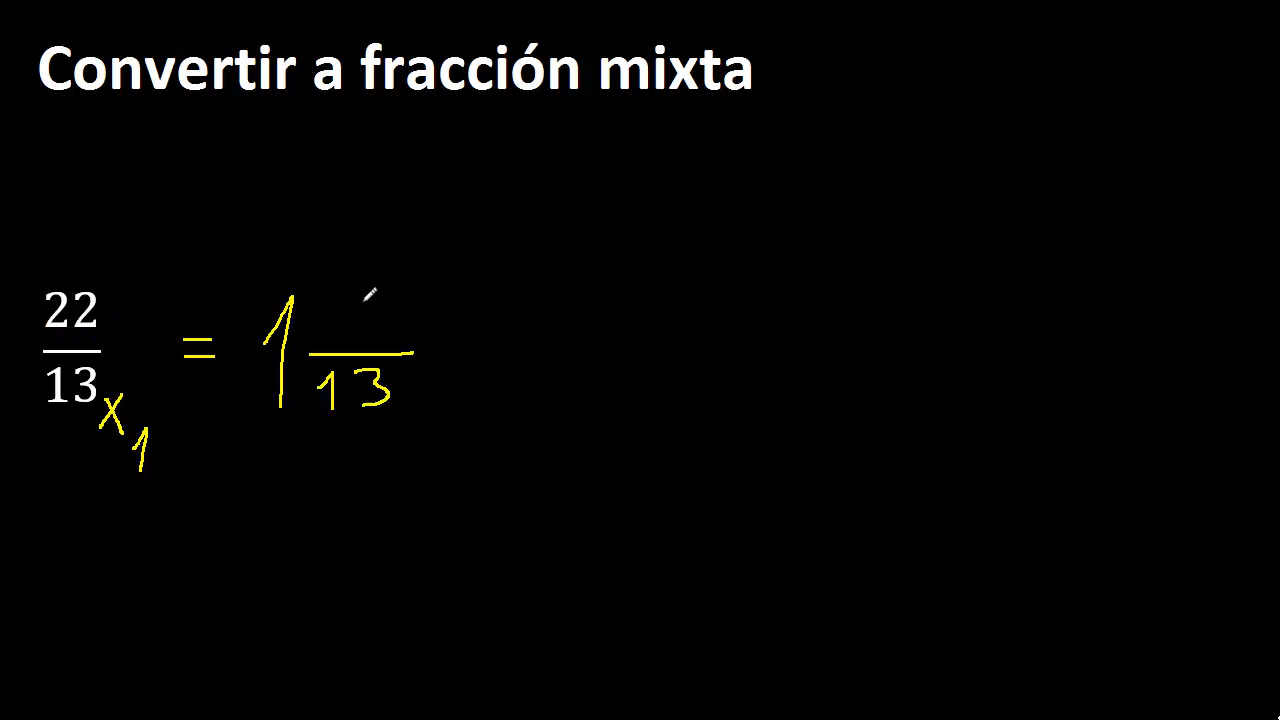 Convertir a fracción mixta
22
13 x 1 = 1 
13